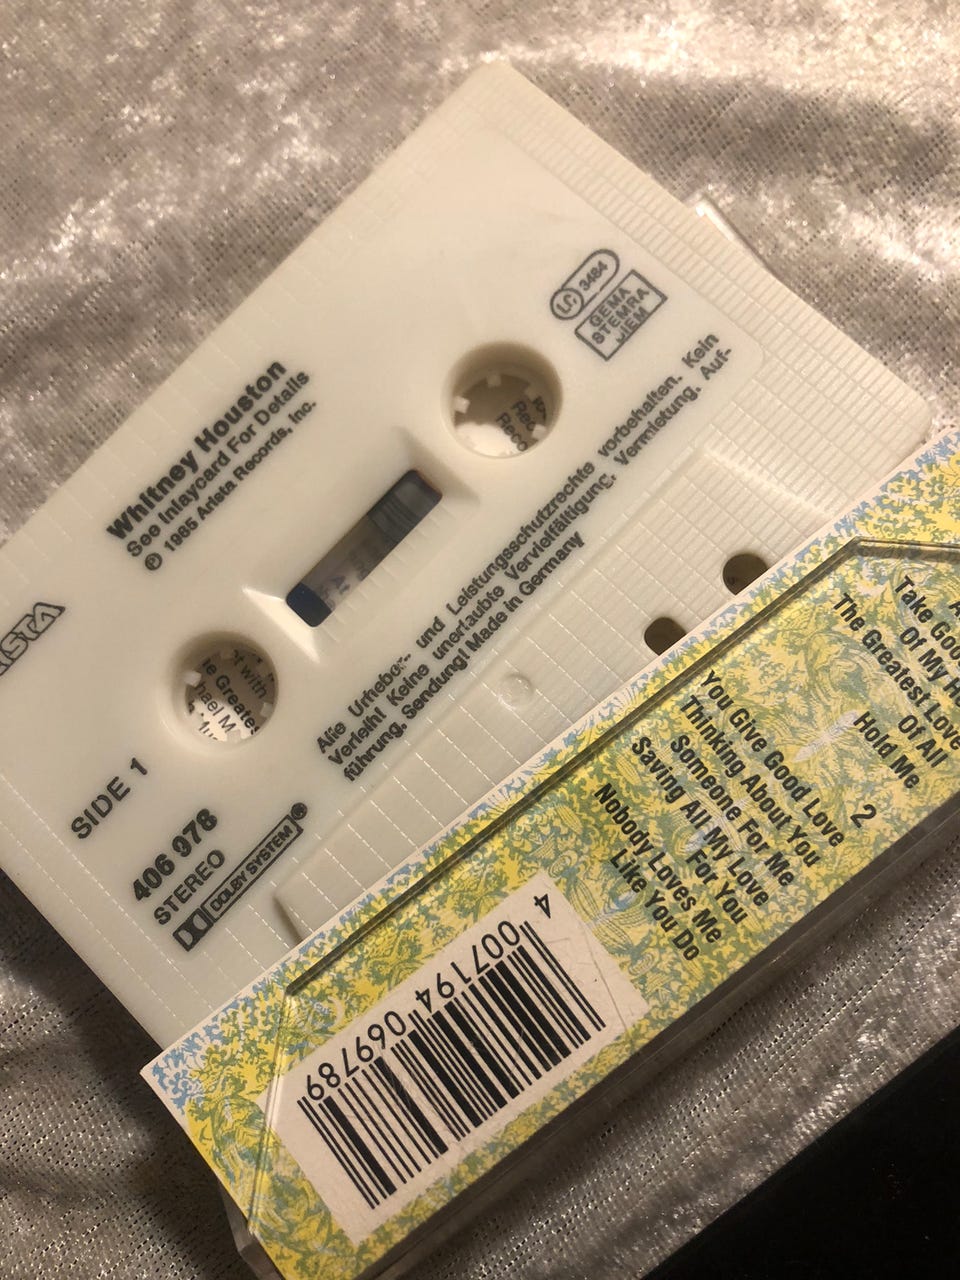 Whitney Houston
See Inlaycard For Details
℗ 1985 Arista Records, Inc.
LC 3484
GEMA
STEMRA
JEM
Alle Urheber- und Leistungsschutzrechte vorbehalten. Kein
Verleih! Keine unerlaubte Vervielfältigung, Vermietung, Auf-
führung, Sendung! Made in Germany
SIDE 1
406 978
STEREO
DOLBY SYSTEM®
with
Greates
Take Good
Of My
The Greatest Love
Of All
Hold Me
2
You Give Good Love
Thinking About You
Someone For Me
Saving All My Love
For You
Nobody Loves Me
Like You Do
4 007194 069789